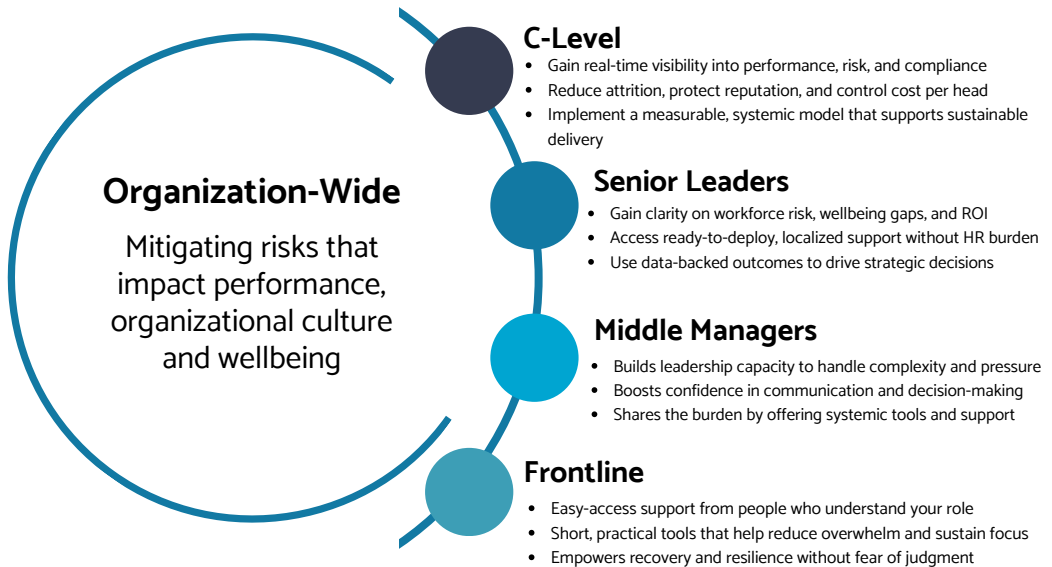 Organization-Wide
Mitigating risks that
impact performance,
organizational culture
and wellbeing
C-Level
• Gain real-time visibility into performance, risk, and compliance
• Reduce attrition, protect reputation, and control cost per head
• Implement a measurable, systemic model that supports sustainable
delivery
Senior Leaders
• Gain clarity on workforce risk, wellbeing gaps, and ROI
• Access ready-to-deploy, localized support without HR burden
• Use data-backed outcomes to drive strategic decisions
Middle Managers
• Builds leadership capacity to handle complexity and pressure
• Boosts confidence in communication and decision-making
• Shares the burden by offering systemic tools and support
Frontline
• Easy-access support from people who understand your role
• Short, practical tools that help reduce overwhelm and sustain focus
• Empowers recovery and resilience without fear of judgment